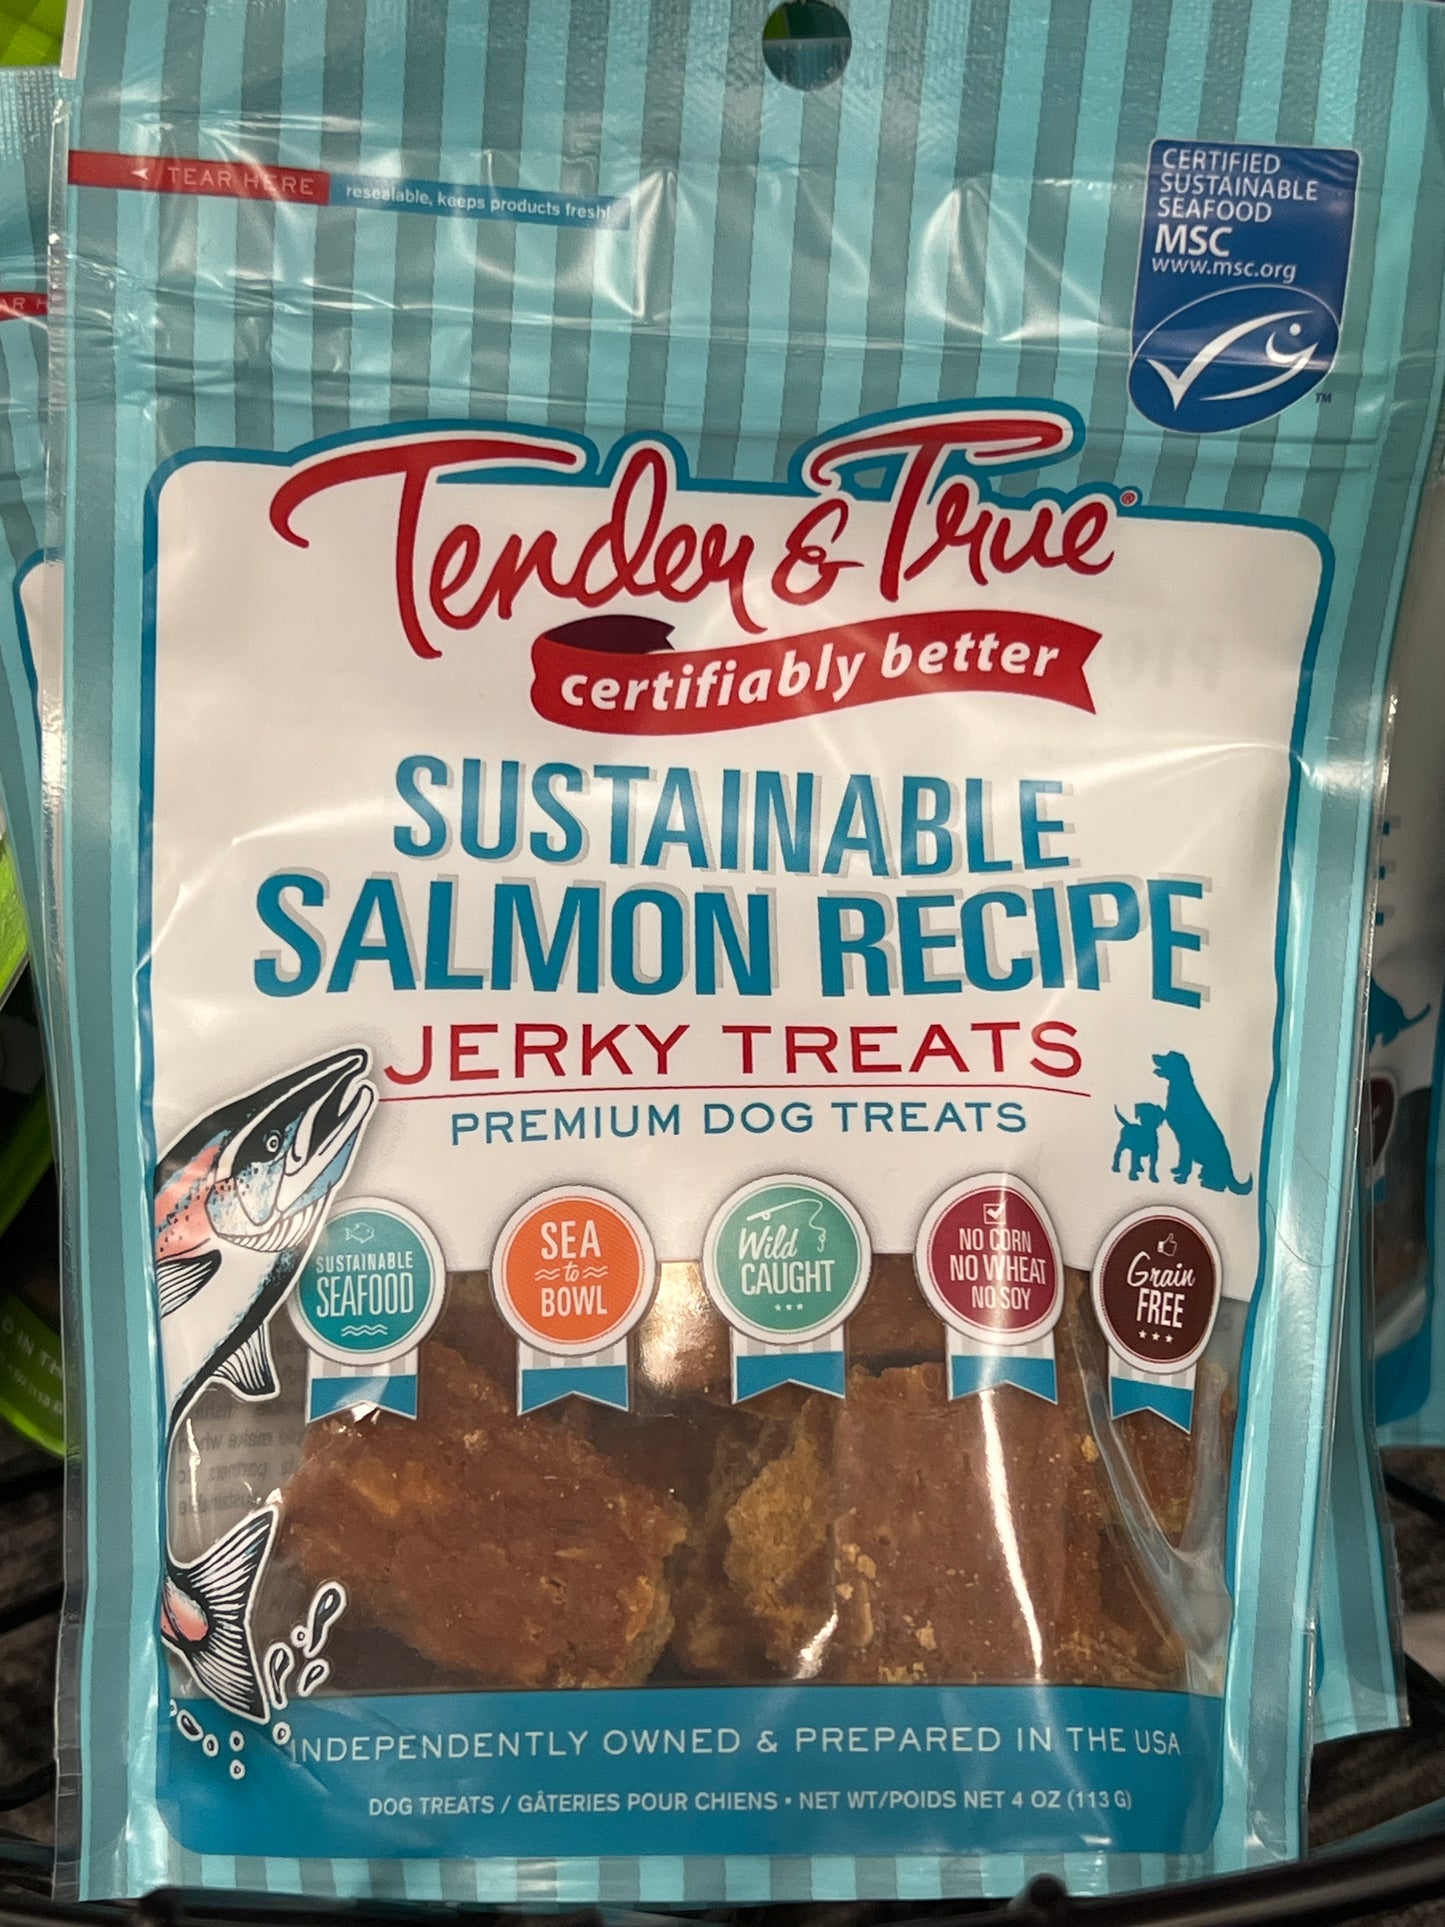 TEAR HERE
resealable, keeps products fresh!
CERTIFIED
SUSTAINABLE
SEAFOOD
MSC
www.msc.org
TM
Tender & True®
certifiably better
SUSTAINABLE
SALMON RECIPE
JERKY TREATS
PREMIUM DOG TREATS
SUSTAINABLE
SEAFOOD
SEA
to
BOWL
Wild
CAUGHT
NO CORN
NO WHEAT
NO SOY
Grain
FREE
INDEPENDENTLY OWNED & PREPARED IN THE USA
DOG TREATS / GÂTERIES POUR CHIENS • NET WT/POIDS NET 4 OZ (113 G)